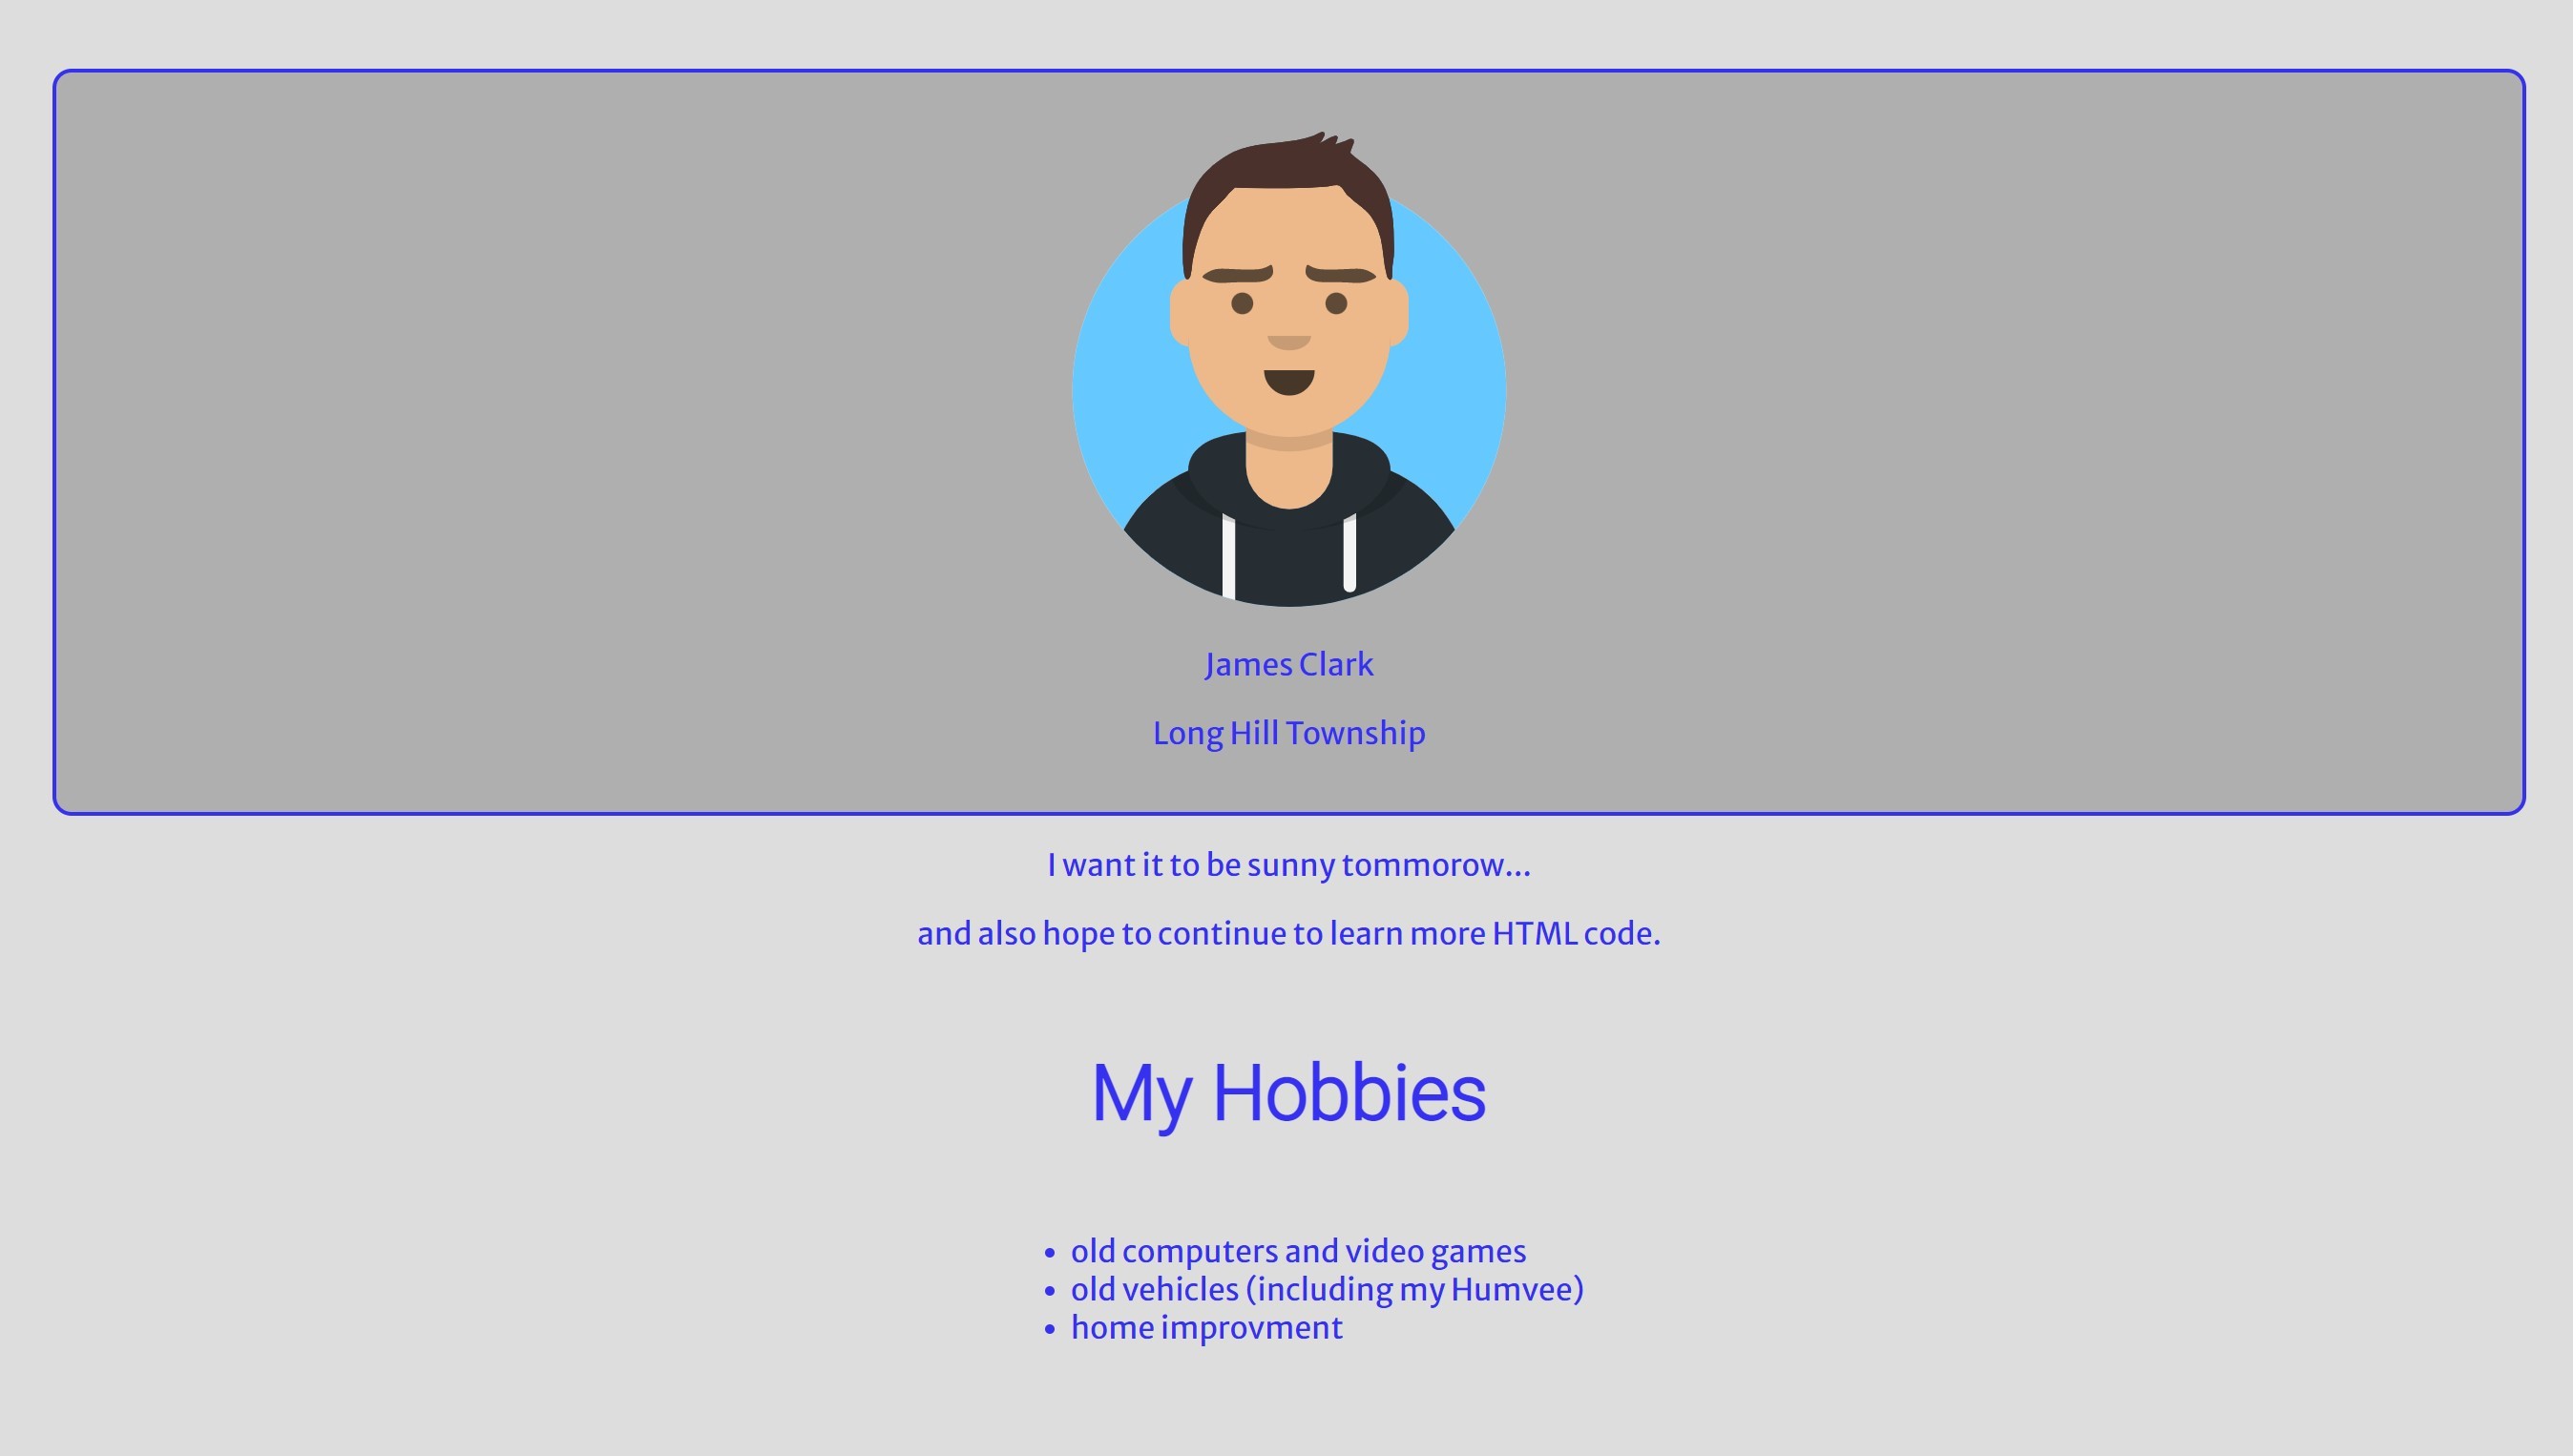 James Clark
Long Hill Township
I want it to be sunny tommorow...
and also hope to continue to learn more HTML code.
My Hobbies
• old computers and video games
• old vehicles (including my Humvee)
• home improvment